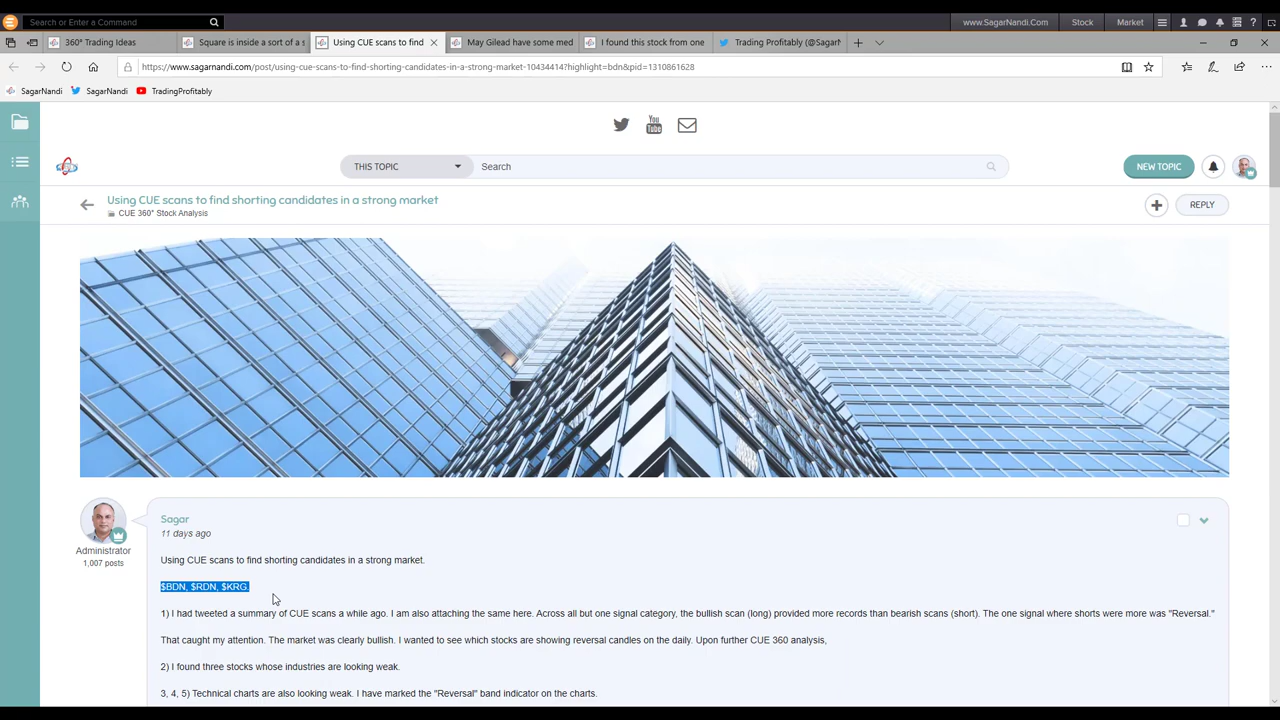 Search or Enter a Command
www.SagarNandi.Com Stock Market
360° Trading Ideas
Square is inside a sort of a s
Using CUE scans to find
May Gilead have some med
I found this stock from one
Trading Profitably (@Sagar
https://www.sagarnandi.com/post/using-cue-scans-to-find-shorting-candidates-in-a-strong-market-10434414?highlight=bdn&pid=1310861628
SagarNandi SagarNandi TradingProfitably
You Tube
THIS TOPIC Search NEW TOPIC
Using CUE scans to find shorting candidates in a strong market
CUE 360° Stock Analysis
REPLY
Sagar
11 days ago
Administrator
1,007 posts
Using CUE scans to find shorting candidates in a strong market.
$BDN, $RDN, $KRG.
1) I had tweeted a summary of CUE scans a while ago. I am also attaching the same here. Across all but one signal category, the bullish scan (long) provided more records than bearish scans (short). The one signal where shorts were more was "Reversal."
That caught my attention. The market was clearly bullish. I wanted to see which stocks are showing reversal candles on the daily. Upon further CUE 360 analysis,
2) I found three stocks whose industries are looking weak.
3, 4, 5) Technical charts are also looking weak. I have marked the "Reversal" band indicator on the charts.